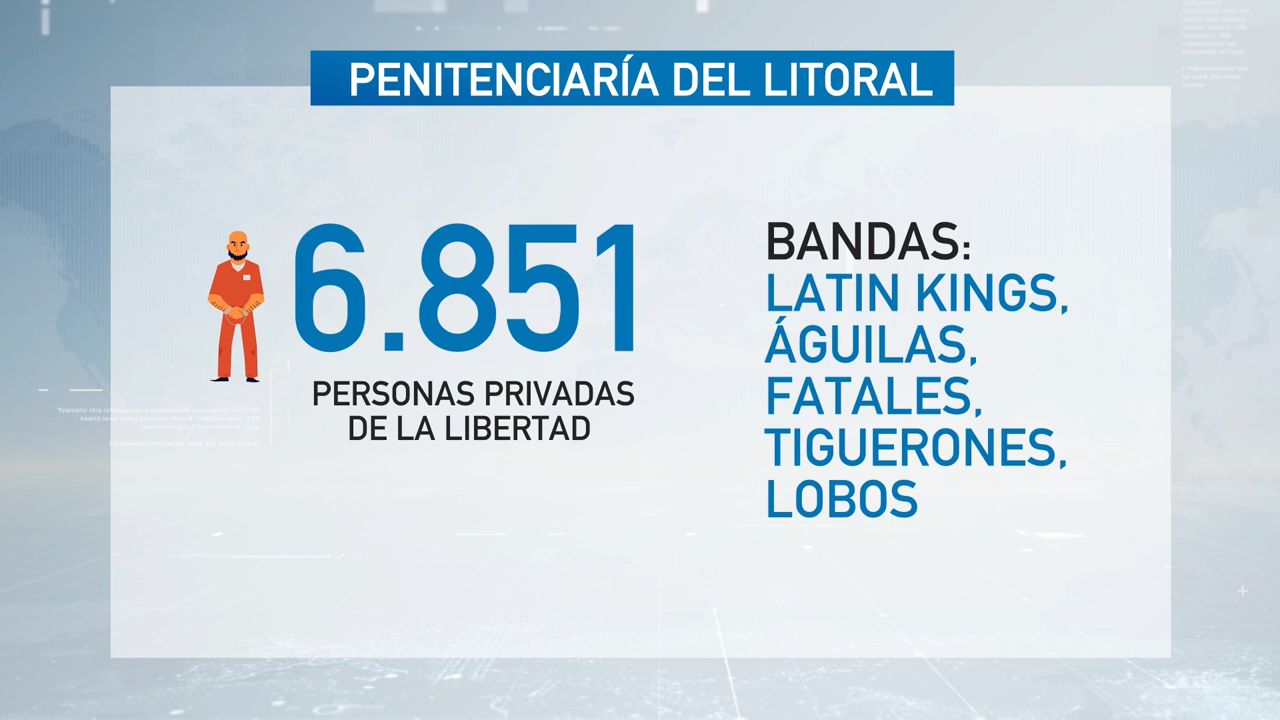 PENITENCIARÍA DEL LITORAL
6.851
PERSONAS PRIVADAS
DE LA LIBERTAD
BANDAS:
LATIN KINGS,
ÁGUILAS,
FATALES,
TIGUERONES,
LOBOS